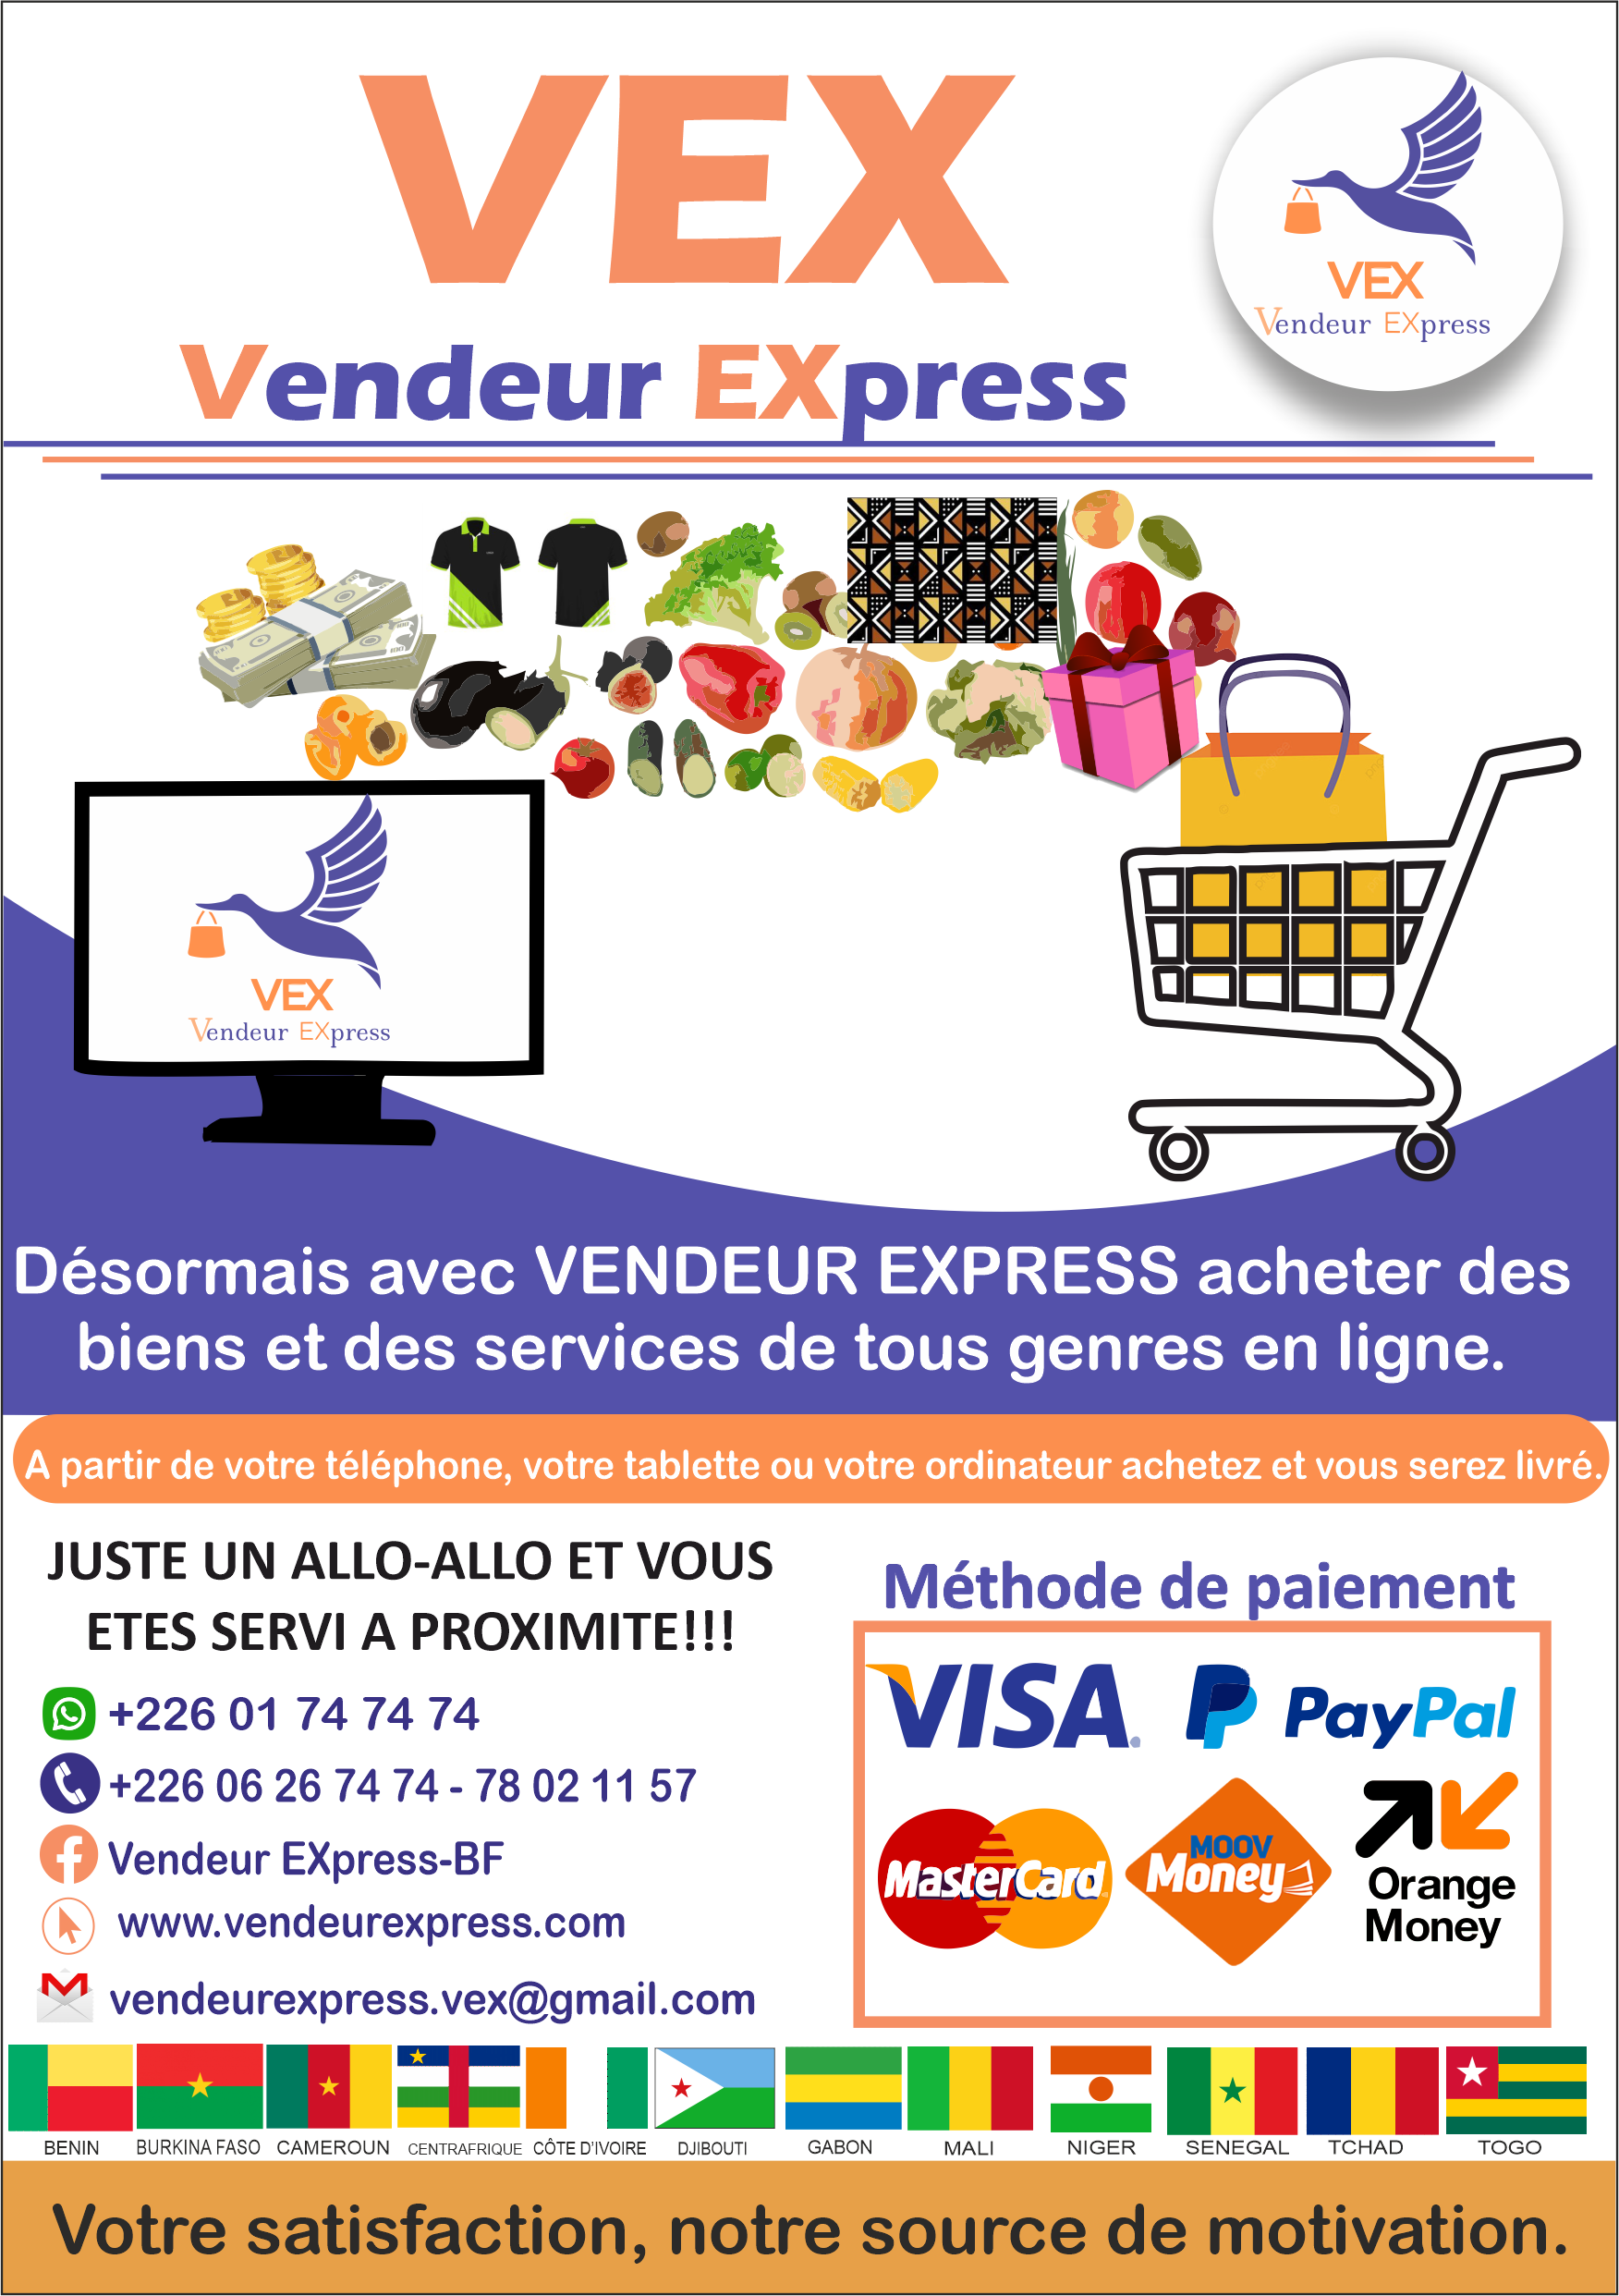 VEX
Vendeur EXpress
VEX
Vendeur EXpress
VEX
Vendeur EXpress
Désormais avec VENDEUR EXPRESS acheter des
biens et des services de tous genres en ligne.
A partir de votre téléphone, votre tablette ou votre ordinateur achetez et vous serez livré.
JUSTE UN ALLO-ALLO ET VOUS
ETES SERVI A PROXIMITE!!!
+226 01 74 74 74
+226 06 26 74 74 - 78 02 11 57
Vendeur EXpress-BF
www.vendeurexpress.com
vendeurexpress.vex@gmail.com
Méthode de paiement
VISA
PayPal
MasterCard
MOOV
Money
Orange
Money
BENIN BURKINA FASO CAMEROUN CENTRAFRIQUE CÔTE D'IVOIRE DJIBOUTI GABON MALI NIGER SENEGAL TCHAD TOGO
Votre satisfaction, notre source de motivation.